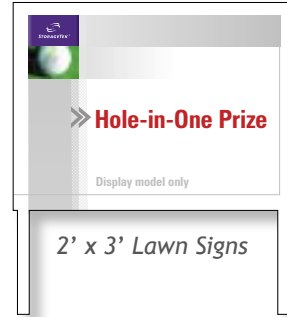 STORAGETEK
Hole-in-One Prize
Display model only
2’ x 3’ Lawn Signs